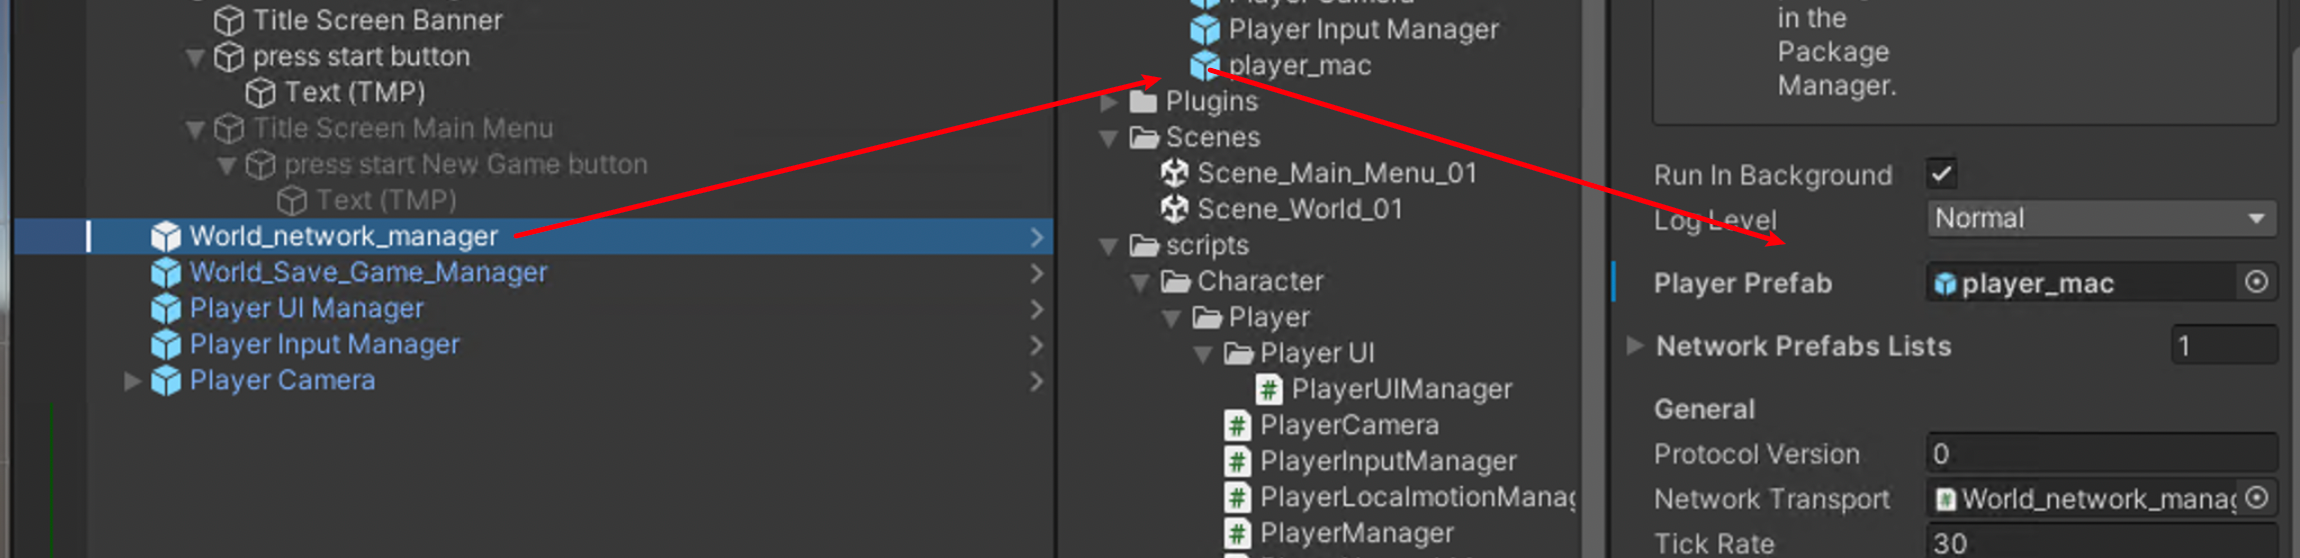 Title Screen Banner
press start button
Text (TMP)
Title Screen Main Menu
press start New Game button
Text (TMP)
World_network_manager
World_Save_Game_Manager
Player UI Manager
Player Input Manager
Player Camera
Player Camera
Player Input Manager
player_mac
Plugins
Scenes
Scene_Main_Menu_01
Scene_World_01
scripts
Character
Player
Player UI
PlayerUIManager
PlayerCamera
PlayerInputManager
PlayerLocalmotionManag
PlayerManager
in the
Package
Manager.
Run In Background
Log Level Normal
Player Prefab player_mac
Network Prefabs Lists 1
General
Protocol Version 0
Network Transport World_network_manag
Tick Rate 30